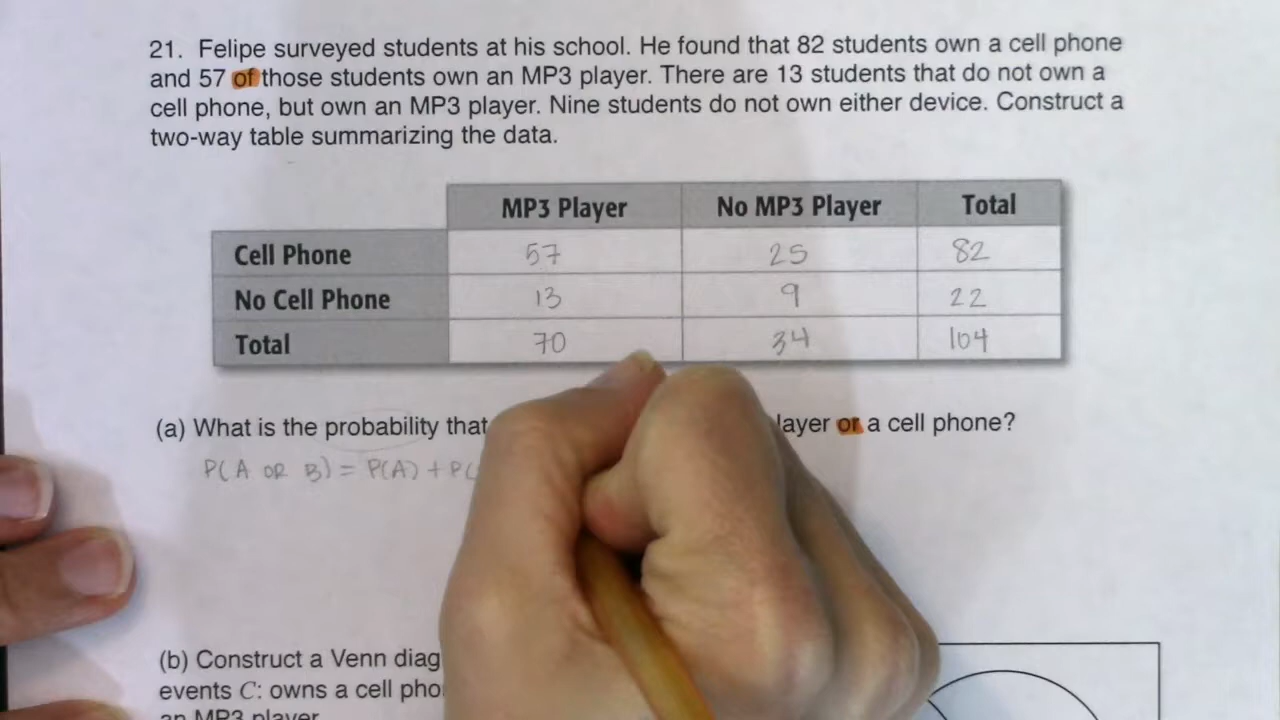 21. Felipe surveyed students at his school. He found that 82 students own a cell phone
and 57 of those students own an MP3 player. There are 13 students that do not own a
cell phone, but own an MP3 player. Nine students do not own either device. Construct a
two-way table summarizing the data.
MP3 Player No MP3 Player Total
Cell Phone 57 25 82
No Cell Phone 13 9 22
Total 70 34 104
(a) What is the probability that layer or a cell phone?
P(A OR B) = P(A) + P(
(b) Construct a Venn diag
events C: owns a cell pho
an MP3 player